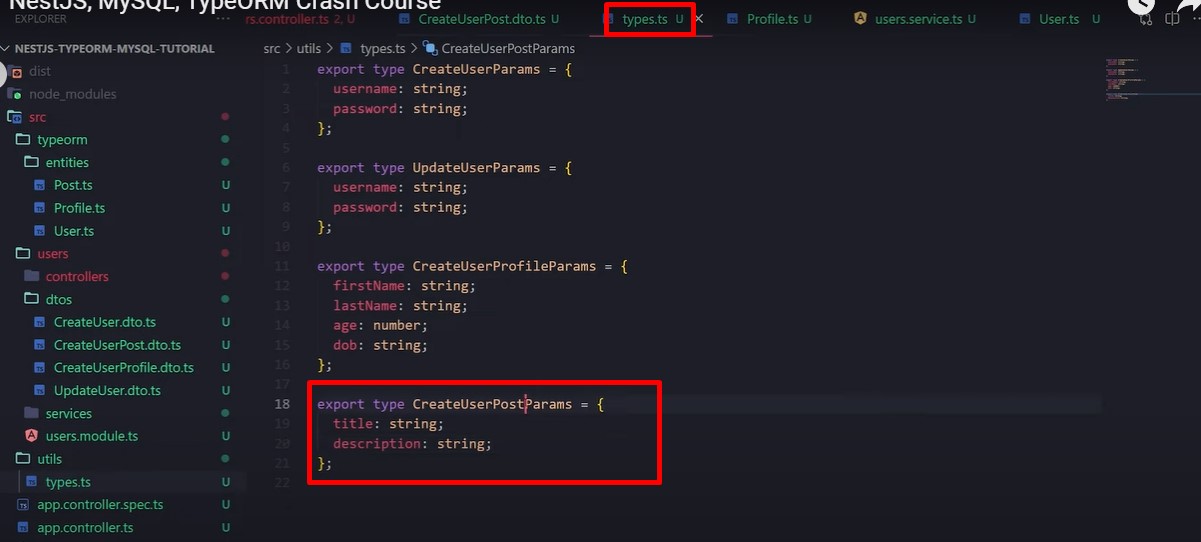 NestJS, MySQL, TypeORM Crash Course
EXPLORER ... rs.controller.ts 2, U CreateUserPost.dto.ts U types.ts U × Profile.ts U users.service.ts U User.ts U
NESTJS-TYPEORM-MYSQL-TUTORIAL
dist
node_modules
src
typeorm
entities
Post.ts U
Profile.ts U
User.ts U
users
controllers
dtos
CreateUser.dto.ts U
CreateUserPost.dto.ts U
CreateUserProfile.dto.ts U
UpdateUser.dto.ts U
services
users.module.ts U
utils
types.ts U
app.controller.spec.ts U
app.controller.ts U
src > utils > types.ts > CreateUserPostParams
1 export type CreateUserParams = {
2 username: string;
3 password: string;
4 };
5
6 export type UpdateUserParams = {
7 username: string;
8 password: string;
9 };
10
11 export type CreateUserProfileParams = {
12 firstName: string;
13 lastName: string;
14 age: number;
15 dob: string;
16 };
17
18 export type CreateUserPostParams = {
19 title: string;
20 description: string;
21 };
22